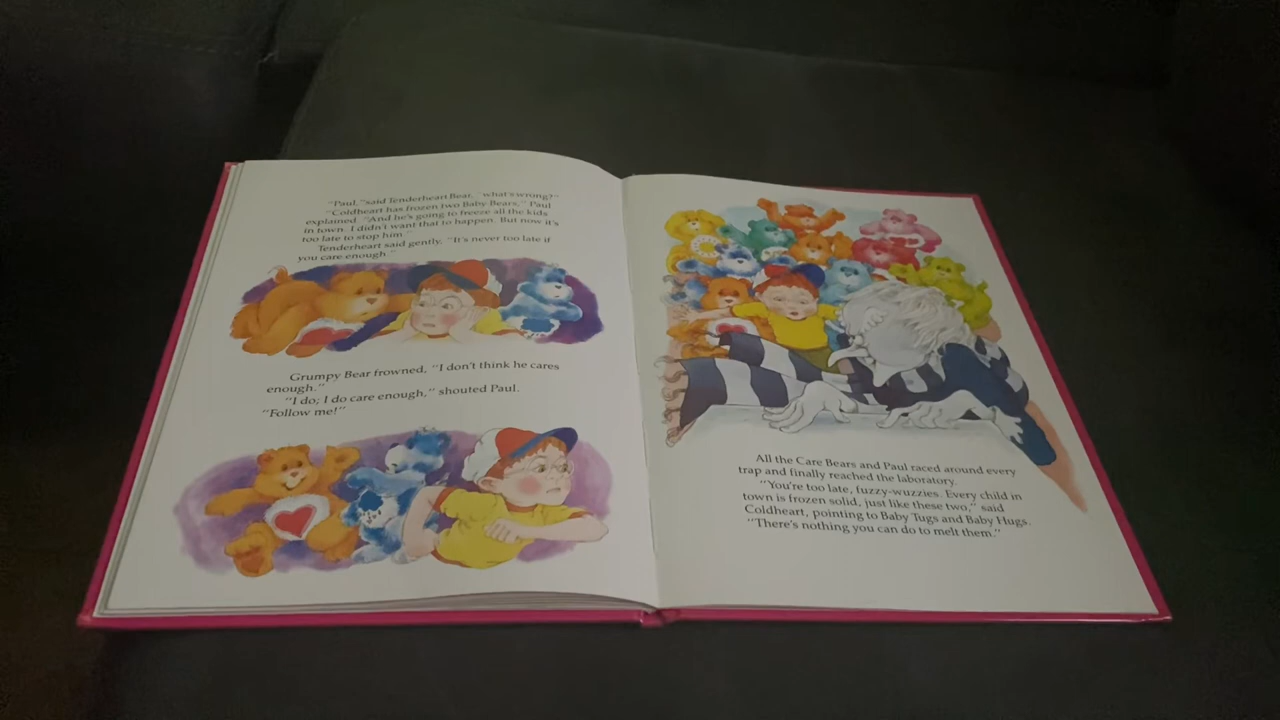 "Paul," said Tenderheart Bear, "what's wrong?"
"Coldheart has frozen two Baby Bears," Paul
explained. "And he's going to freeze all the kids
in town. I didn't want that to happen. But now it's
too late to stop him."
Tenderheart said gently, "It's never too late if
you care enough."
Grumpy Bear frowned, "I don't think he cares
enough."
"I do; I do care enough," shouted Paul.
"Follow me!"
All the Care Bears and Paul raced around every
trap and finally reached the laboratory.
"You're too late, fuzzy-wuzzies. Every child in
town is frozen solid, just like these two," said
Coldheart, pointing to Baby Tugs and Baby Hugs.
"There's nothing you can do to melt them."